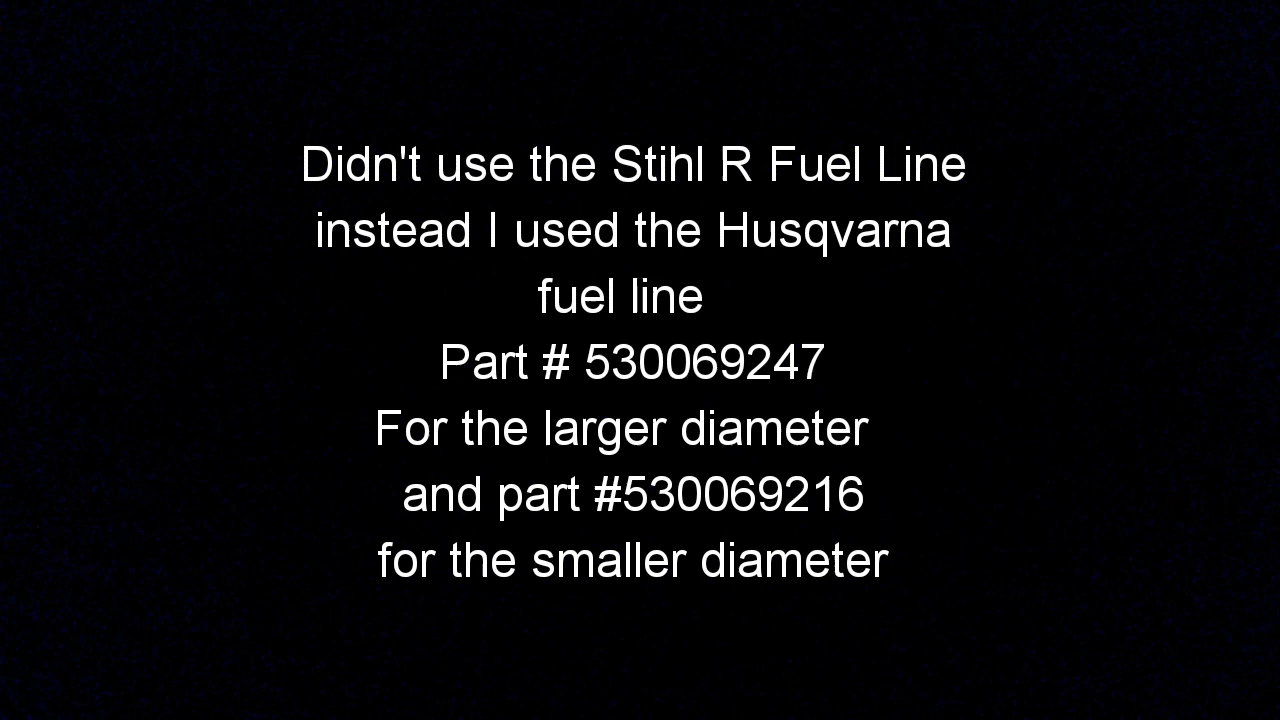 Didn't use the Stihl R Fuel Line
instead I used the Husqvarna
fuel line
Part # 530069247
For the larger diameter
and part #530069216
for the smaller diameter